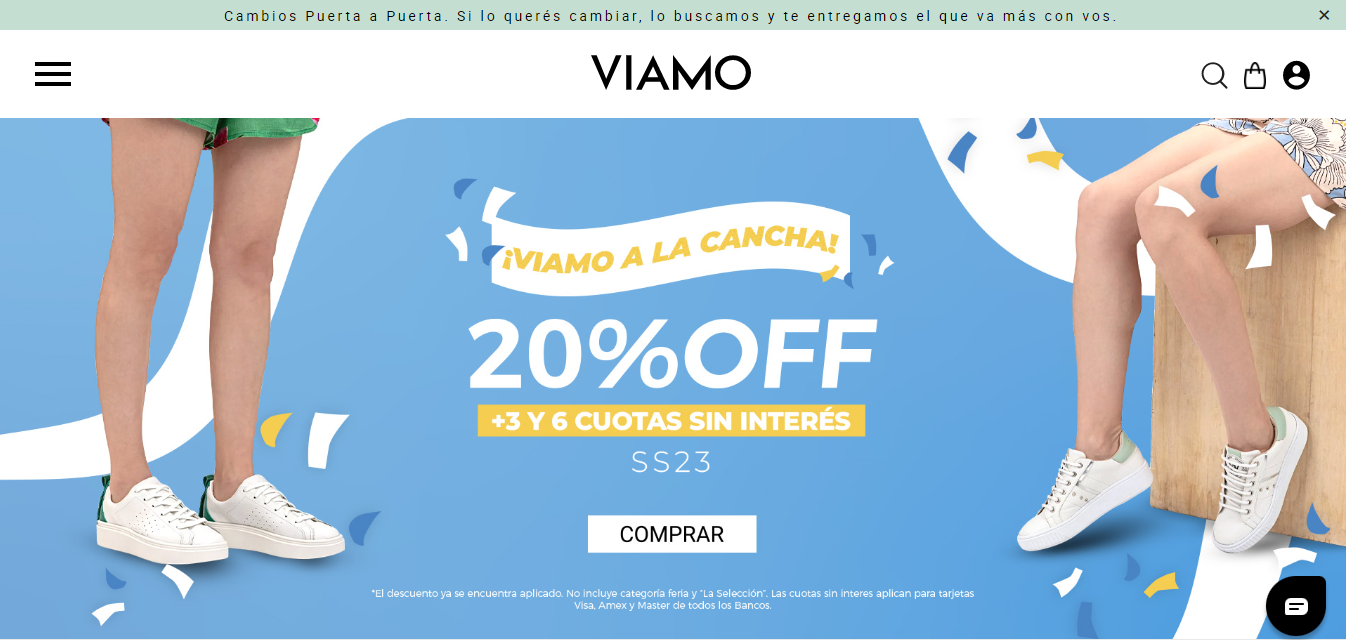 Cambios Puerta a Puerta. Si lo querés cambiar, lo buscamos y te entregamos el que va más con vos.
VIAMO
¡VIAMO A LA CANCHA!
20%OFF
+3 Y 6 CUOTAS SIN INTERÉS
SS23
COMPRAR
*El descuento ya se encuentra aplicado. No incluye categoría feria y "La Selección". Las cuotas sin interes aplican para tarjetas
Visa, Amex y Master de todos los Bancos.